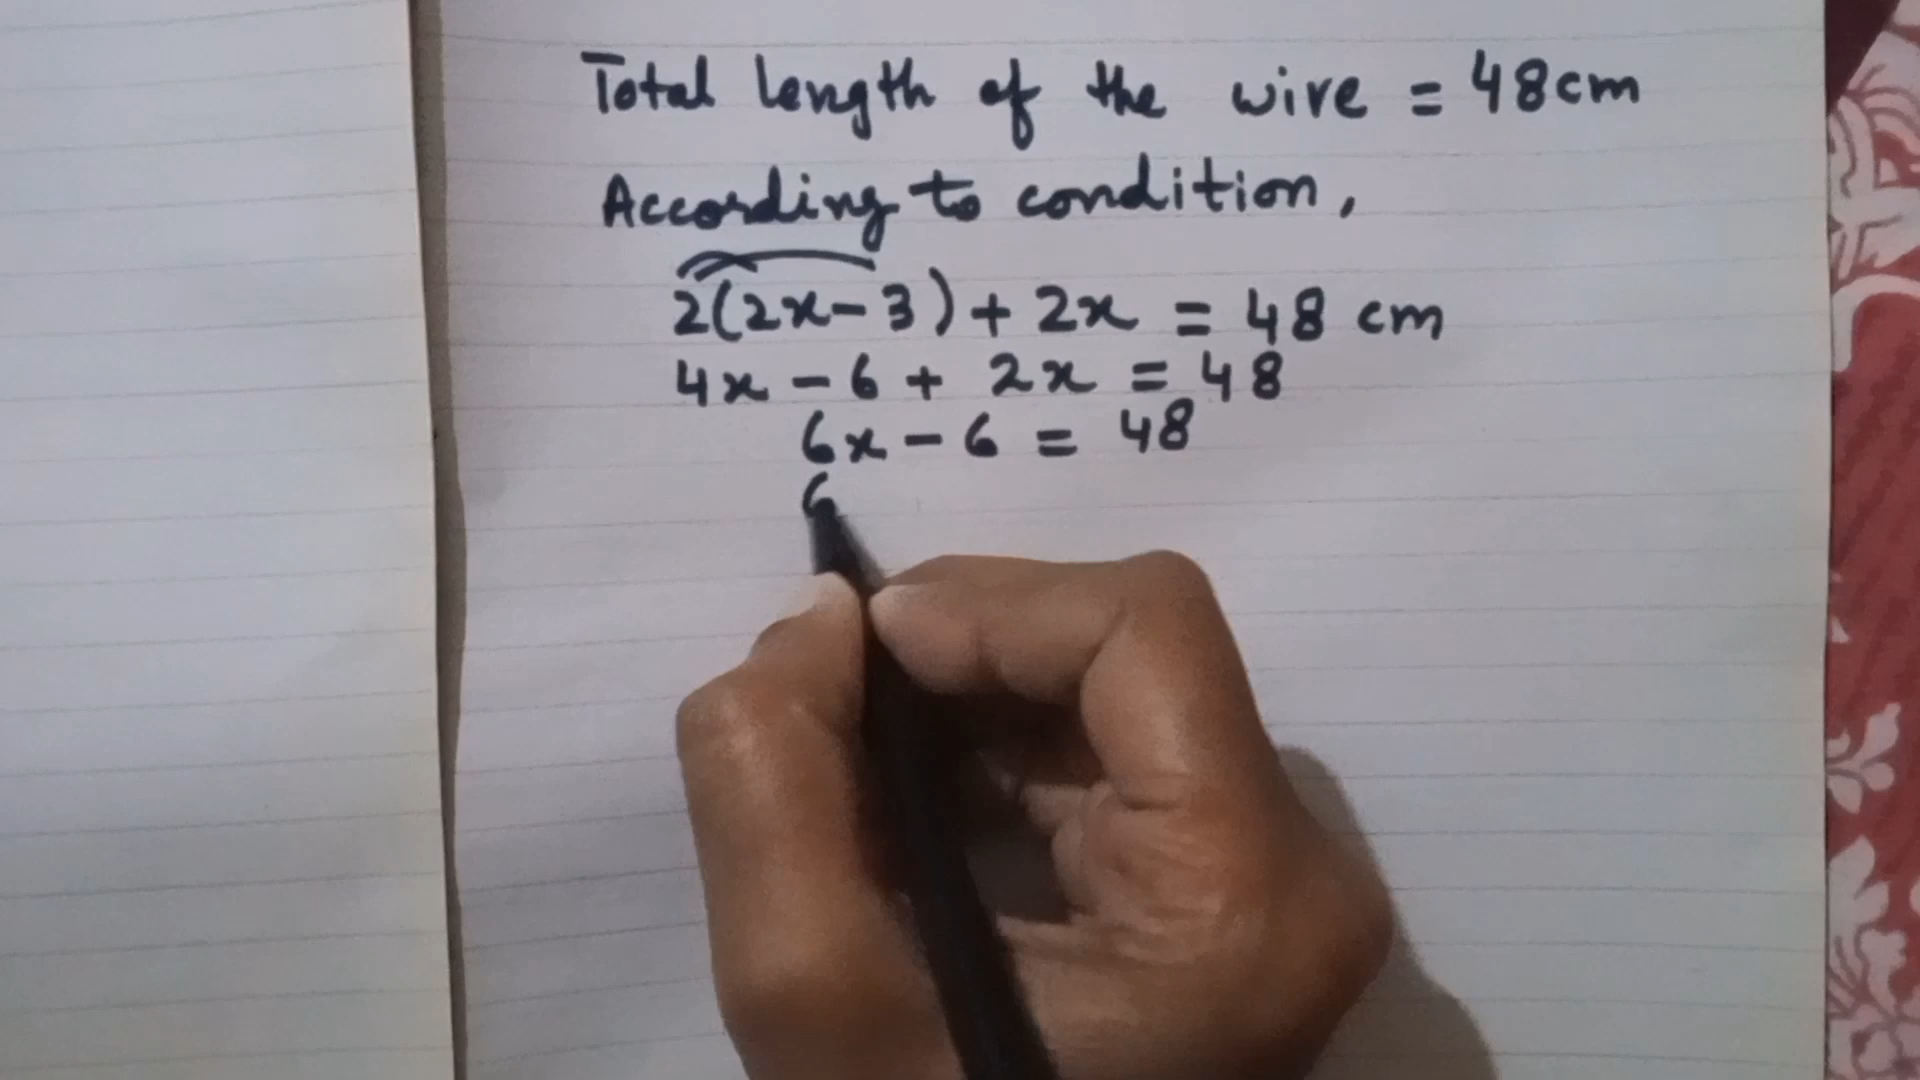 Total length of the wire = 48cm
According to condition,
2(2x-3)+ 2x = 48 cm
4x - 6 + 2x = 48
6x - 6 = 48
6